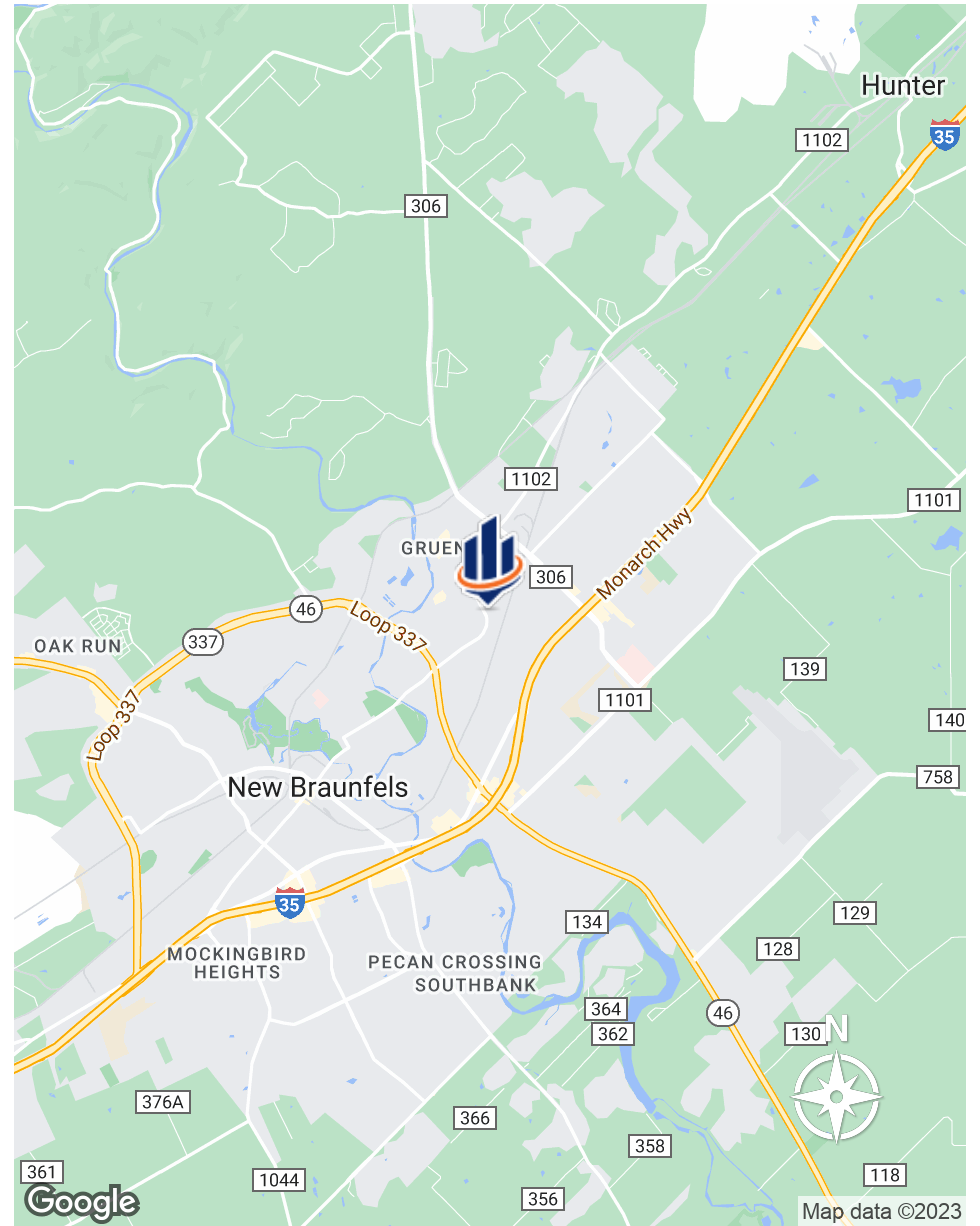 Hunter
35
1102
306
1102
1101
GRUEN
306
Monarch Hwy
46
Loop 337
337
OAK RUN
139
1101
Loop 337
140
758
New Braunfels
35
129
134
128
MOCKINGBIRD
HEIGHTS
PECAN CROSSING
SOUTHBANK
364
46
362
130
N
376A
366
358
361
1044
118
356
Google
Map data ©2023